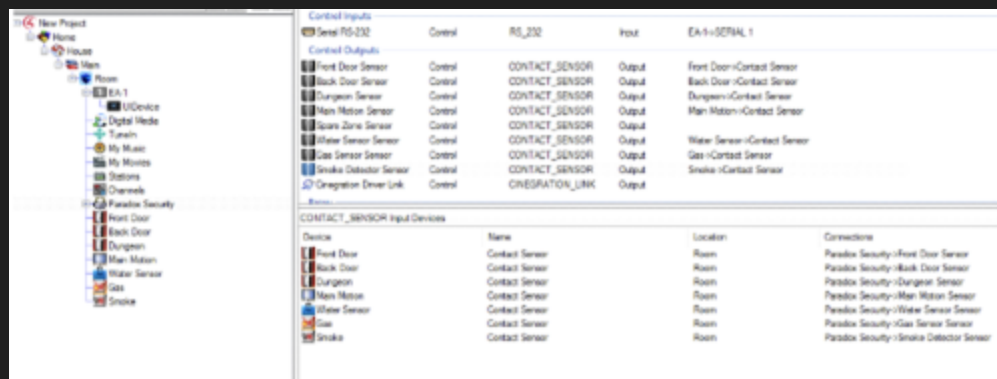 New Project
Home
House
Main
Room
EA-1
UIDevice
Digital Media
TuneIn
My Music
My Movies
Stations
Channels
Paradox Security
Front Door
Back Door
Dungeon
Main Motion
Water Sensor
Gas
Smoke
Control Inputs
Serial RS-232 Control RS_232 Input EA-1->SERIAL 1
Control Outputs
Front Door Sensor Control CONTACT_SENSOR Output Front Door->Contact Sensor
Back Door Sensor Control CONTACT_SENSOR Output Back Door->Contact Sensor
Dungeon Sensor Control CONTACT_SENSOR Output Dungeon->Contact Sensor
Main Motion Sensor Control CONTACT_SENSOR Output Main Motion->Contact Sensor
Spare Zone Sensor Control CONTACT_SENSOR Output
Water Sensor Sensor Control CONTACT_SENSOR Output Water Sensor->Contact Sensor
Gas Sensor Sensor Control CONTACT_SENSOR Output Gas->Contact Sensor
Smoke Detector Sensor Control CONTACT_SENSOR Output Smoke->Contact Sensor
Cinegration Driver Link Control CINEGRATION_LINK Output
CONTACT_SENSOR Input Devices
Device Name Location Connections
Front Door Contact Sensor Room Paradox Security->Front Door Sensor
Back Door Contact Sensor Room Paradox Security->Back Door Sensor
Dungeon Contact Sensor Room Paradox Security->Dungeon Sensor
Main Motion Contact Sensor Room Paradox Security->Main Motion Sensor
Water Sensor Contact Sensor Room Paradox Security->Water Sensor Sensor
Gas Contact Sensor Room Paradox Security->Gas Sensor Sensor
Smoke Contact Sensor Room Paradox Security->Smoke Detector Sensor